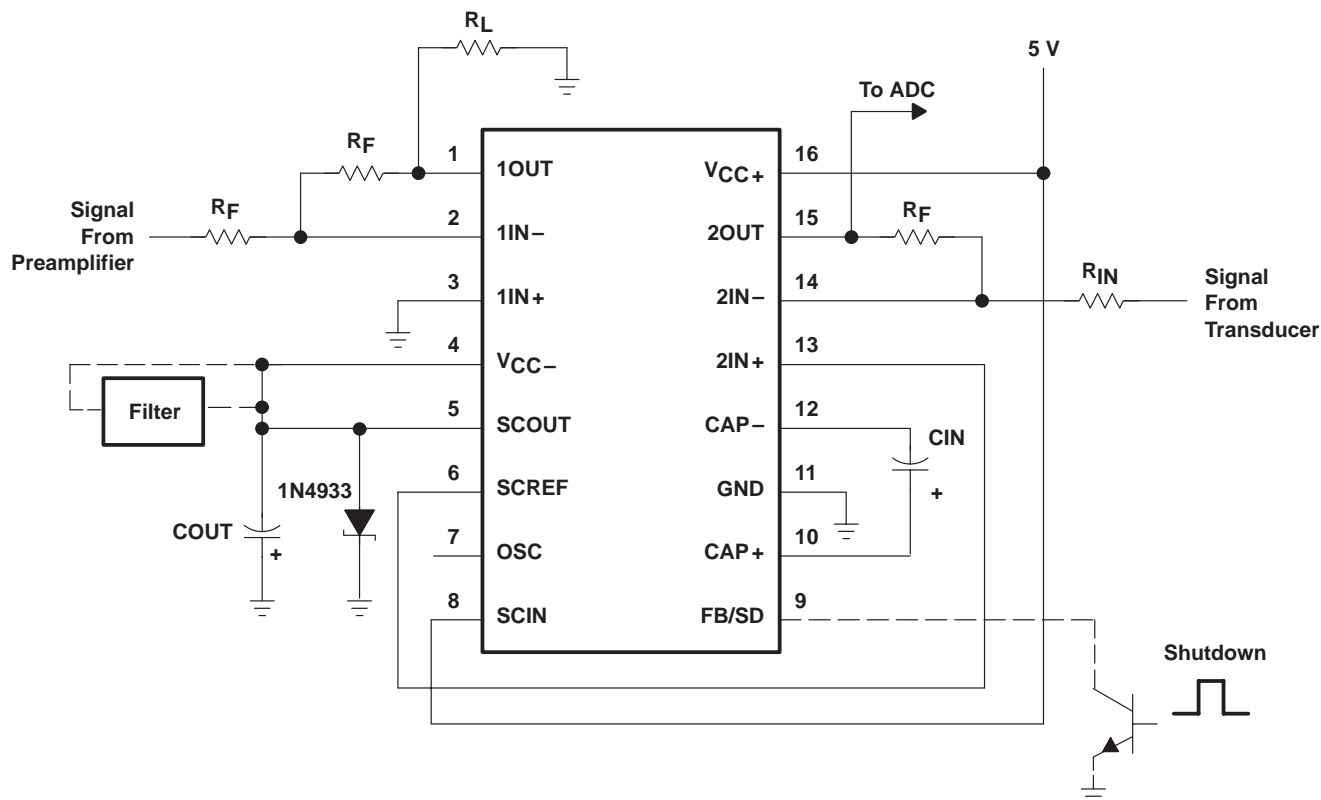 RL
5 V
To ADC
RF
1
1OUT
VCC+
16
Signal
From
Preamplifier
RF
2
1IN−
2OUT
15
RF
3
1IN+
2IN−
14
RIN
Signal
From
Transducer
4
VCC−
2IN+
13
Filter
5
SCOUT
CAP−
12
CIN
+
1N4933
6
SCREF
GND
11
COUT
+
7
OSC
CAP+
10
8
SCIN
FB/SD
9
Shutdown